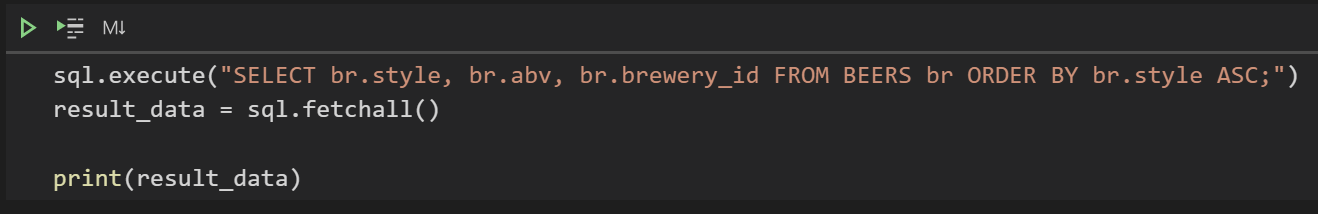 M↓
sql.execute("SELECT br.style, br.abv, br.brewery_id FROM BEERS br ORDER BY br.style ASC;")
result_data = sql.fetchall()
print(result_data)